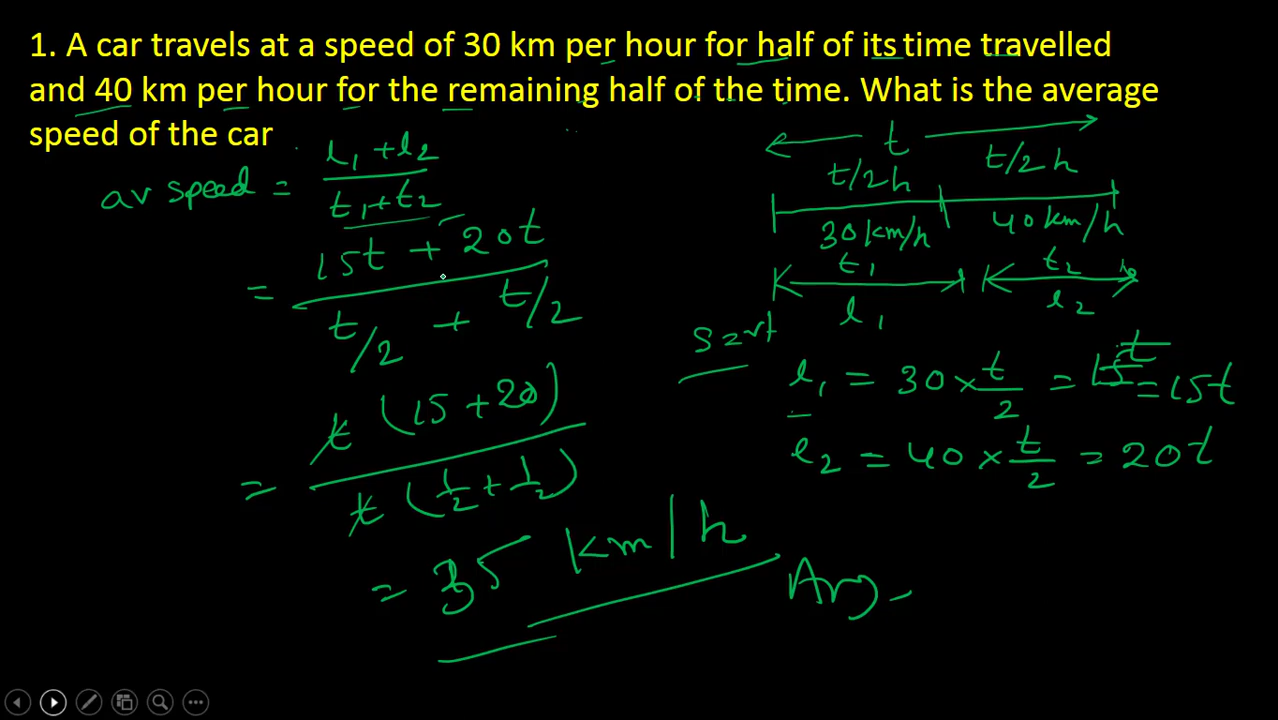 1. A car travels at a speed of 30 km per hour for half of its time travelled
and 40 km per hour for the remaining half of the time. What is the average
speed of the car
av speed = l₁ + l₂ / t₁ + t₂
= 15t + 20t / t/2 + t/2
= t (15 + 20) / t (1/2 + 1/2)
= 35 km/h
t
t/2 h t/2 h
30 km/h 40 km/h
t₁ t₂
l₁ l₂
S = vt
l₁ = 30 × t/2 = 15t = 15t
l₂ = 40 × t/2 = 20t